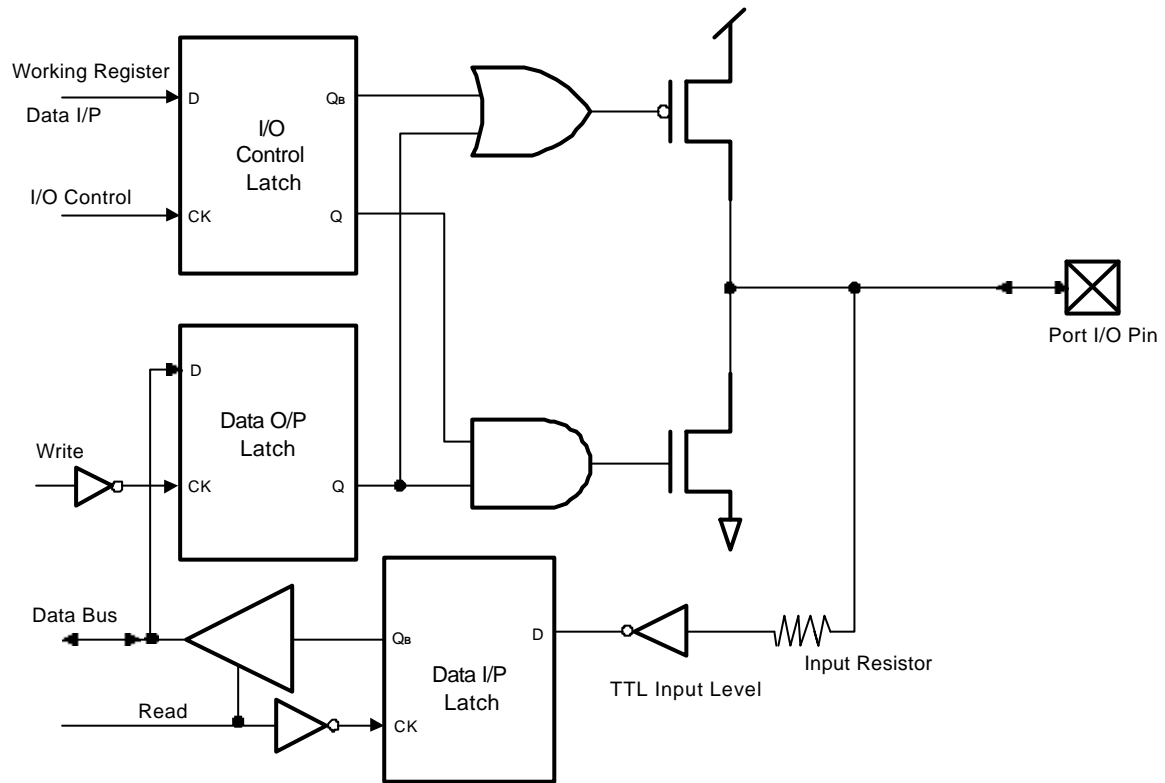 Working Register
Data I/P
I/O Control
D
CK
QB
Q
I/O
Control
Latch
Port I/O Pin
D
CK
Q
Data O/P
Latch
Write
Data Bus
Read
QB
D
CK
Data I/P
Latch
TTL Input Level
Input Resistor